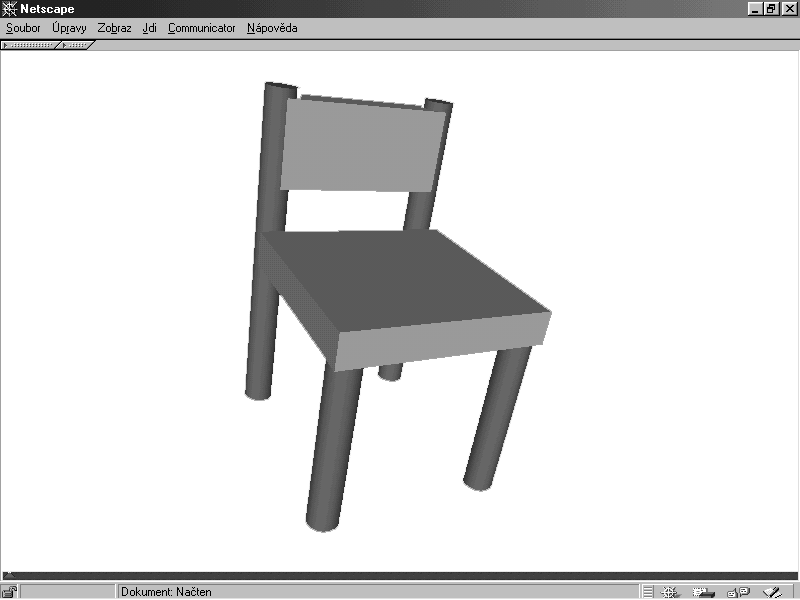 Netscape
Soubor Úpravy Zobraz Jdi Communicator Nápověda
Dokument: Načten